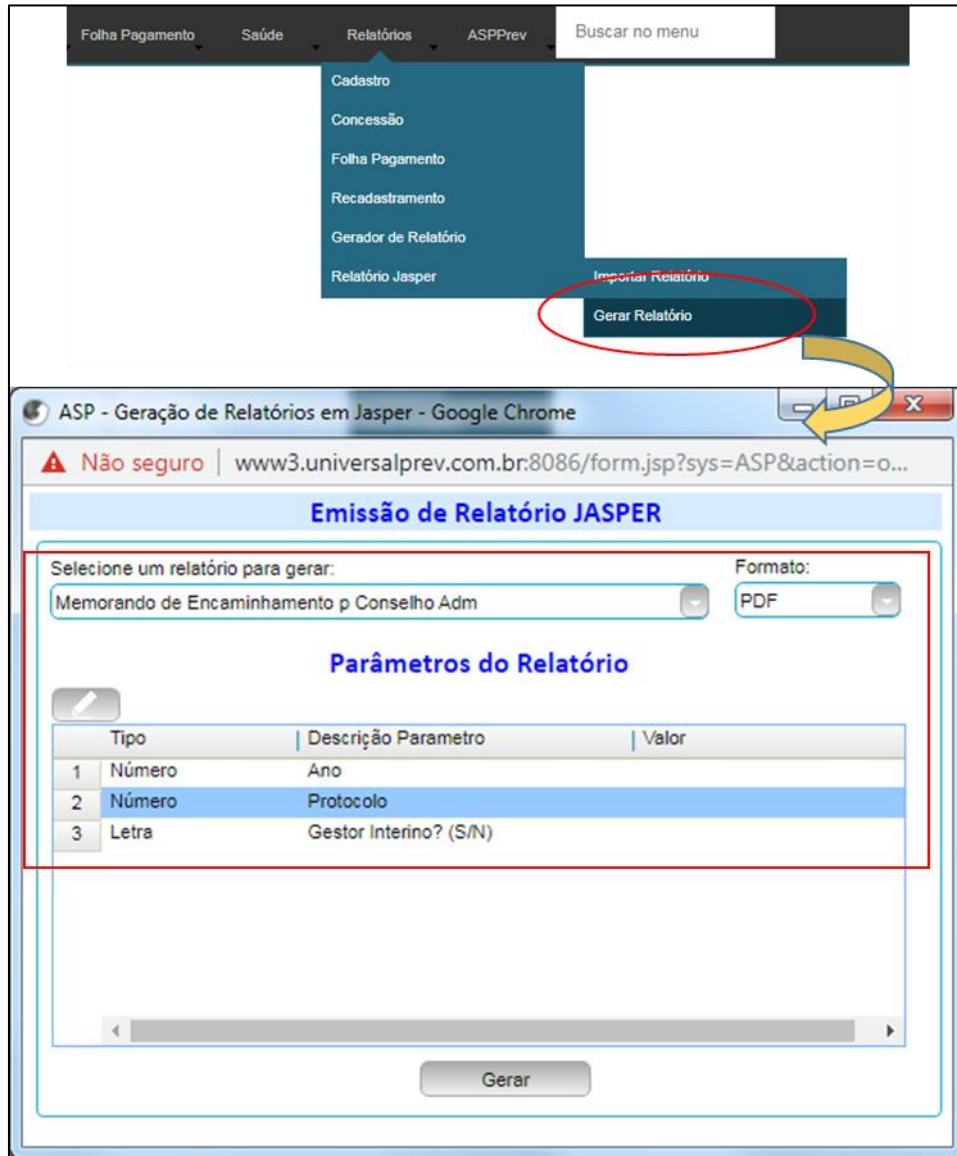 Folha Pagamento Saúde Relatórios ASPPrev Buscar no menu
Cadastro
Concessão
Folha Pagamento
Recadastramento
Gerador de Relatório
Relatório Jasper Importar Relatório
Gerar Relatório
ASP - Geração de Relatórios em Jasper - Google Chrome
Não seguro | www3.universalprev.com.br:8086/form.jsp?sys=ASP&action=o...
Emissão de Relatório JASPER
Selecione um relatório para gerar: Formato:
Memorando de Encaminhamento p Conselho Adm PDF
Parâmetros do Relatório
Tipo Descrição Parametro Valor
1 Número Ano
2 Número Protocolo
3 Letra Gestor Interino? (S/N)
Gerar